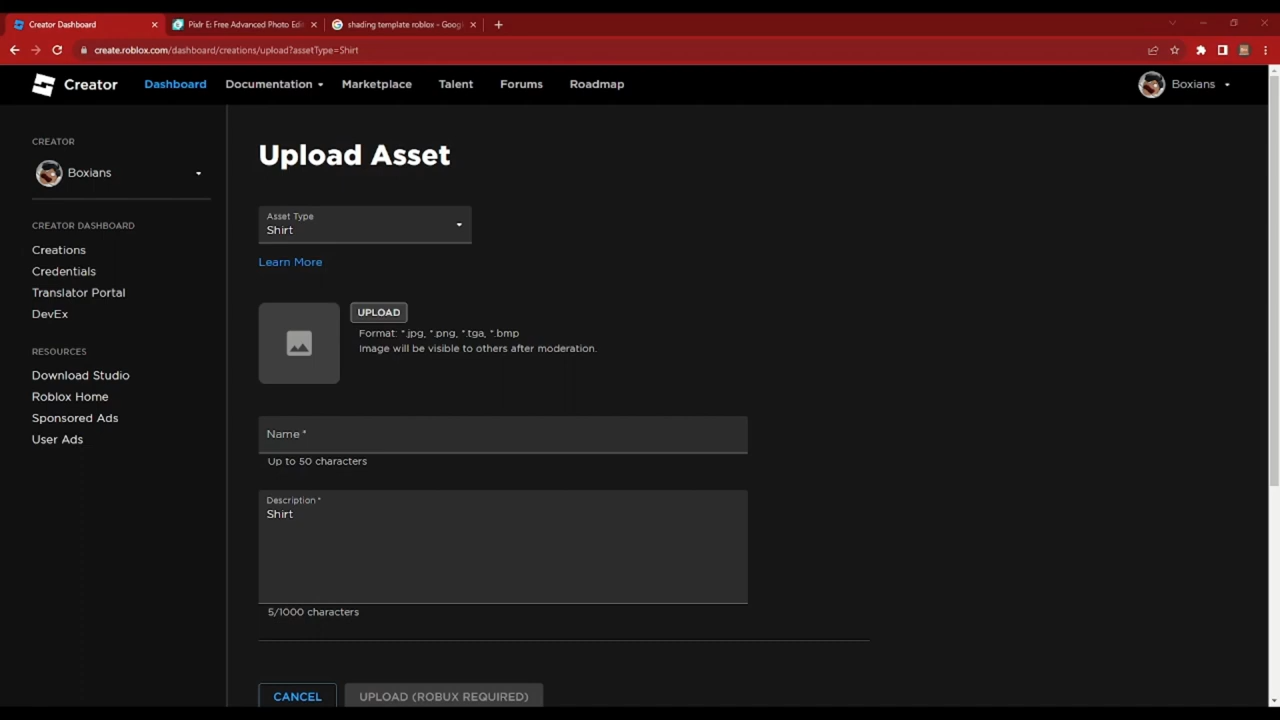 Creator Dashboard
Pixlr E: Free Advanced Photo Edi
shading template roblox - Goog
create.roblox.com/dashboard/creations/upload?assetType=Shirt
Creator
Dashboard
Documentation
Marketplace
Talent
Forums
Roadmap
Boxians
CREATOR
Boxians
CREATOR DASHBOARD
Creations
Credentials
Translator Portal
DevEx
RESOURCES
Download Studio
Roblox Home
Sponsored Ads
User Ads
Upload Asset
Asset Type
Shirt
Learn More
UPLOAD
Format: *.jpg, *.png, *.tga, *.bmp
Image will be visible to others after moderation.
Name *
Up to 50 characters
Description *
Shirt
5/1000 characters
CANCEL
UPLOAD (ROBUX REQUIRED)